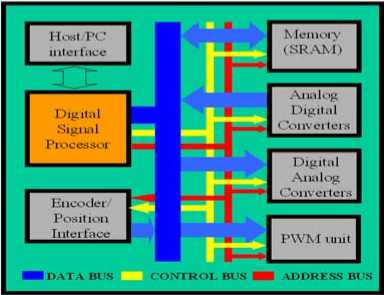 Host/PC
interface
Digital
Signal
Processor
Encoder/
Position
Interface
Memory
(SRAM)
Analog
Digital
Converters
Digital
Analog
Converters
PWM unit
DATA BUS
CONTROL BUS
ADDRESS BUS